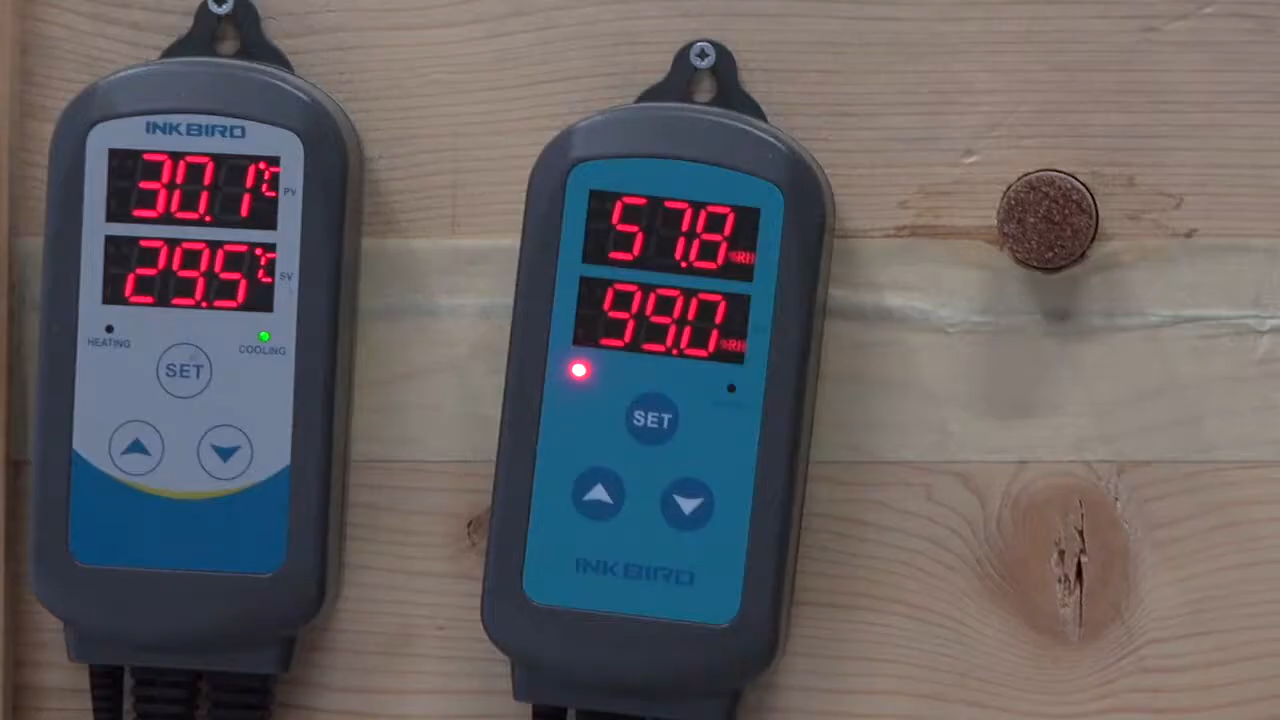 INKBIRD
30.1℃ PV
29.5℃ SV
HEATING
COOLING
SET
57.8 %RH
99.0 %RH
SET
INKBIRD